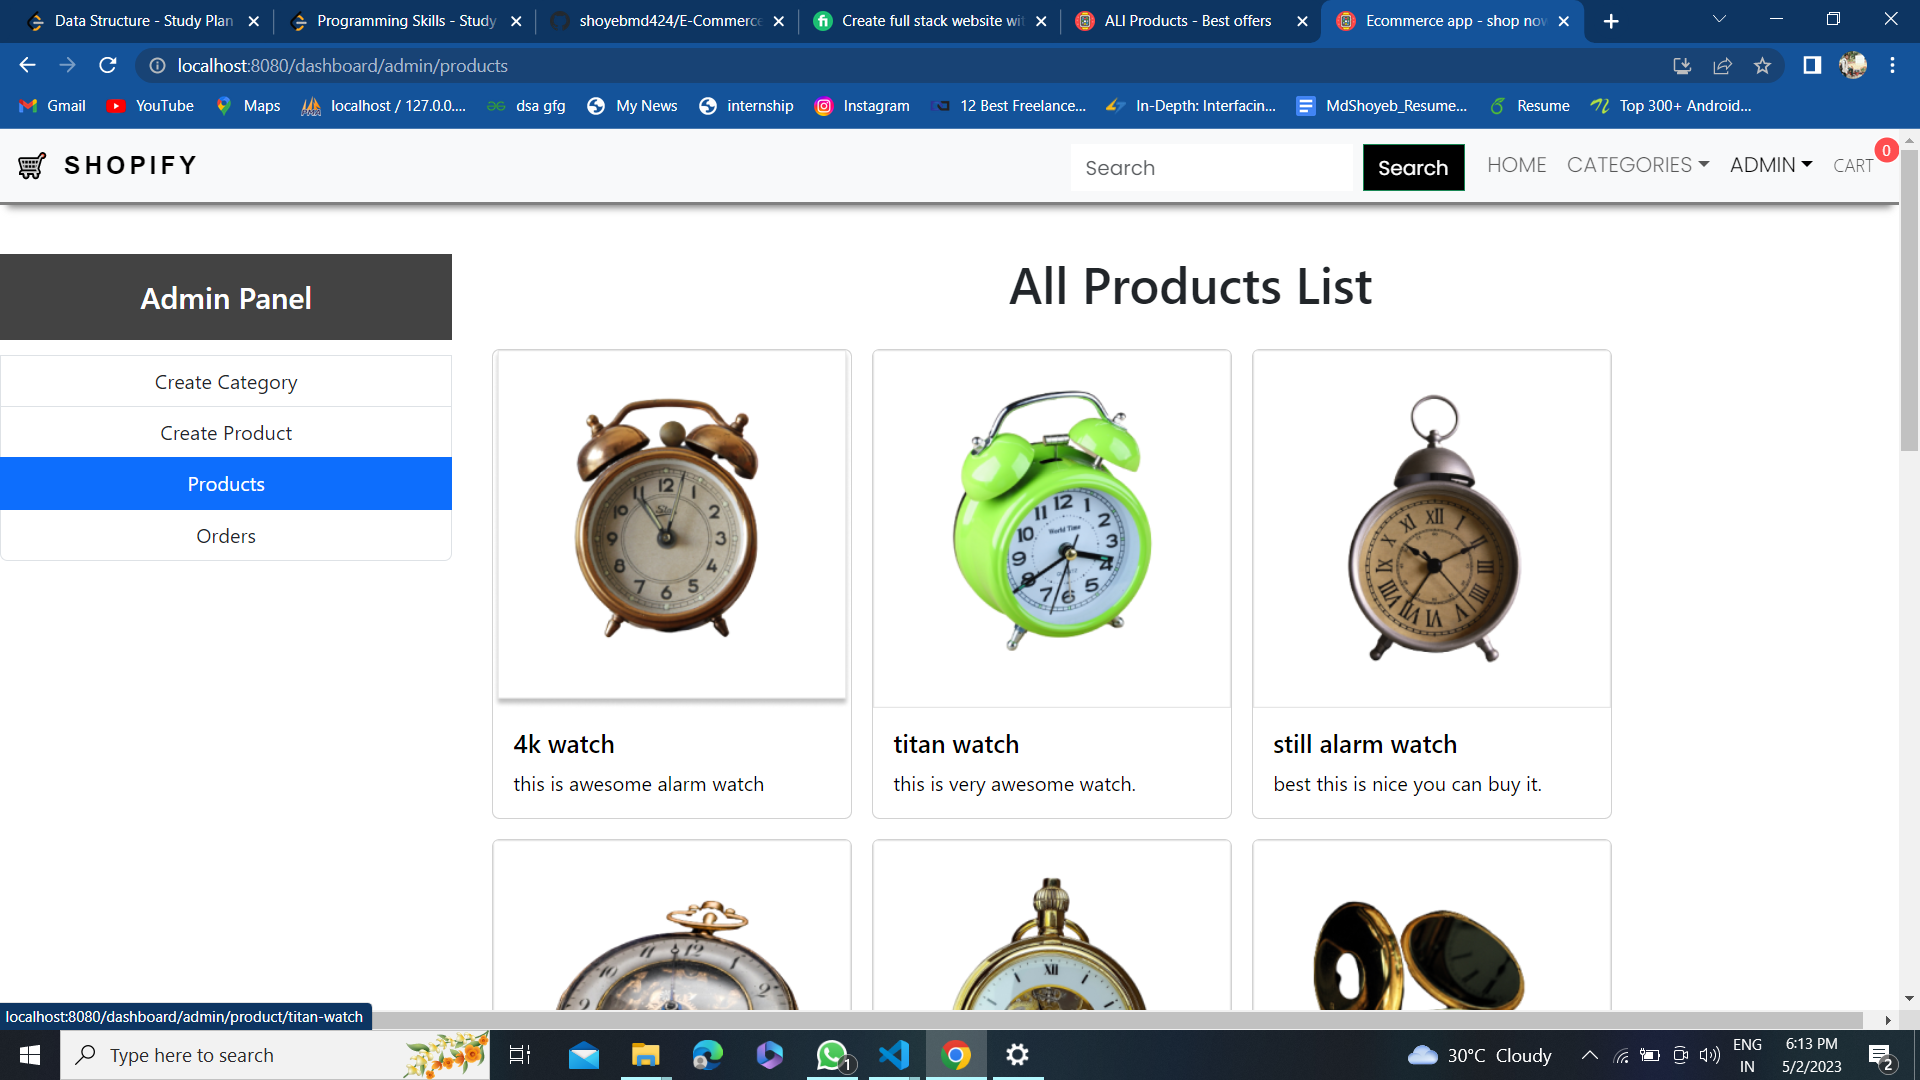 Data Structure - Study Plan
Programming Skills - Study
shoyebmd424/E-Commerce
Create full stack website wit
ALI Products - Best offers
Ecommerce app - shop now
localhost:8080/dashboard/admin/products
Gmail
YouTube
Maps
localhost / 127.0.0....
dsa gfg
My News
internship
Instagram
12 Best Freelance...
In-Depth: Interfacin...
MdShoyeb_Resume...
Resume
Top 300+ Android...
SHOPIFY
Search
Search
HOME
CATEGORIES
ADMIN
CART
0
Admin Panel
Create Category
Create Product
Products
Orders
All Products List
4k watch
this is awesome alarm watch
titan watch
this is very awesome watch.
still alarm watch
best this is nice you can buy it.
localhost:8080/dashboard/admin/product/titan-watch
Type here to search
1
30°C Cloudy
ENG
IN
6:13 PM
5/2/2023
2